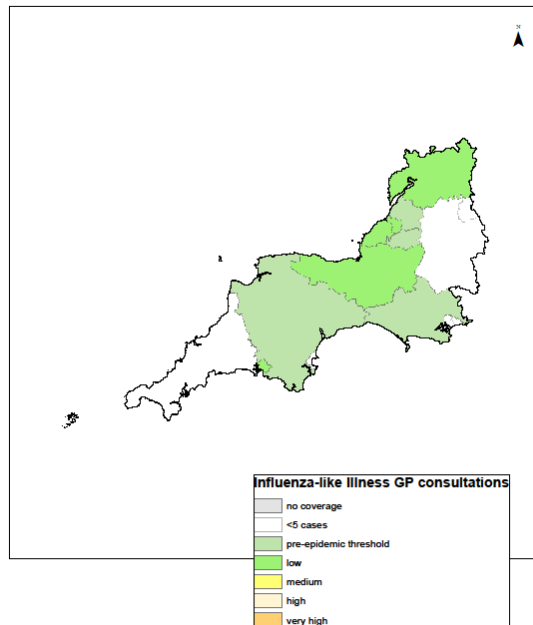 N
Influenza-like Illness GP consultations
no coverage
<5 cases
pre-epidemic threshold
low
medium
high
very high